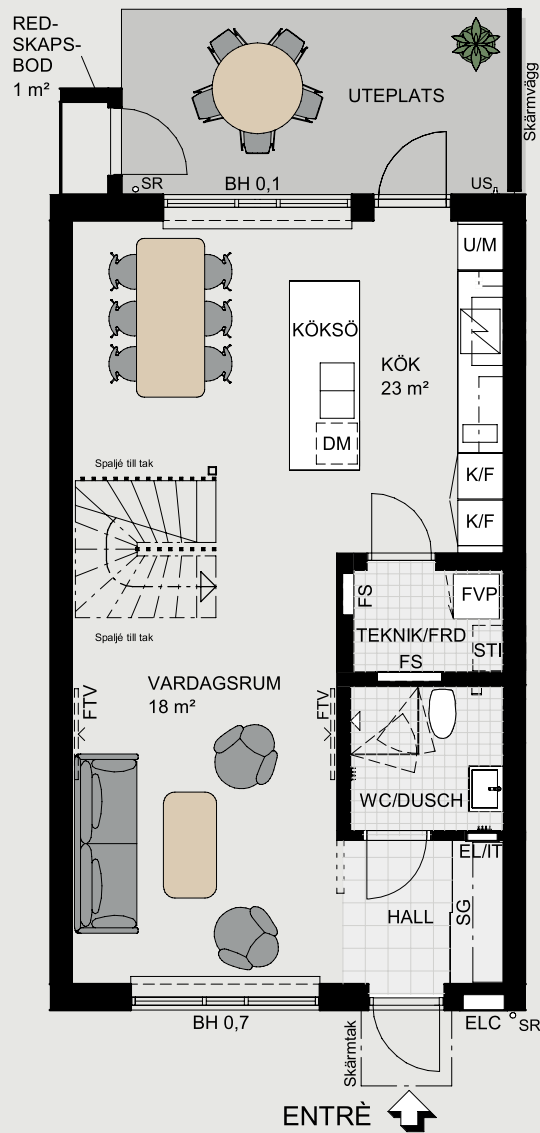 RED-
SKAPS-
BOD
1 m²
UTEPLATS
Skärmvägg
SR
BH 0,1
US
U/M
KÖKSÖ
KÖK
23 m²
DM
K/F
K/F
Spaljé till tak
Spaljé till tak
FS
FVP
TEKNIK/FRD
STI
FS
VARDAGSRUM
18 m²
FTV
FTV
WC/DUSCH
EL/IT
HALL
SG
BH 0,7
Skärmtak
ELC
SR
ENTRÈ